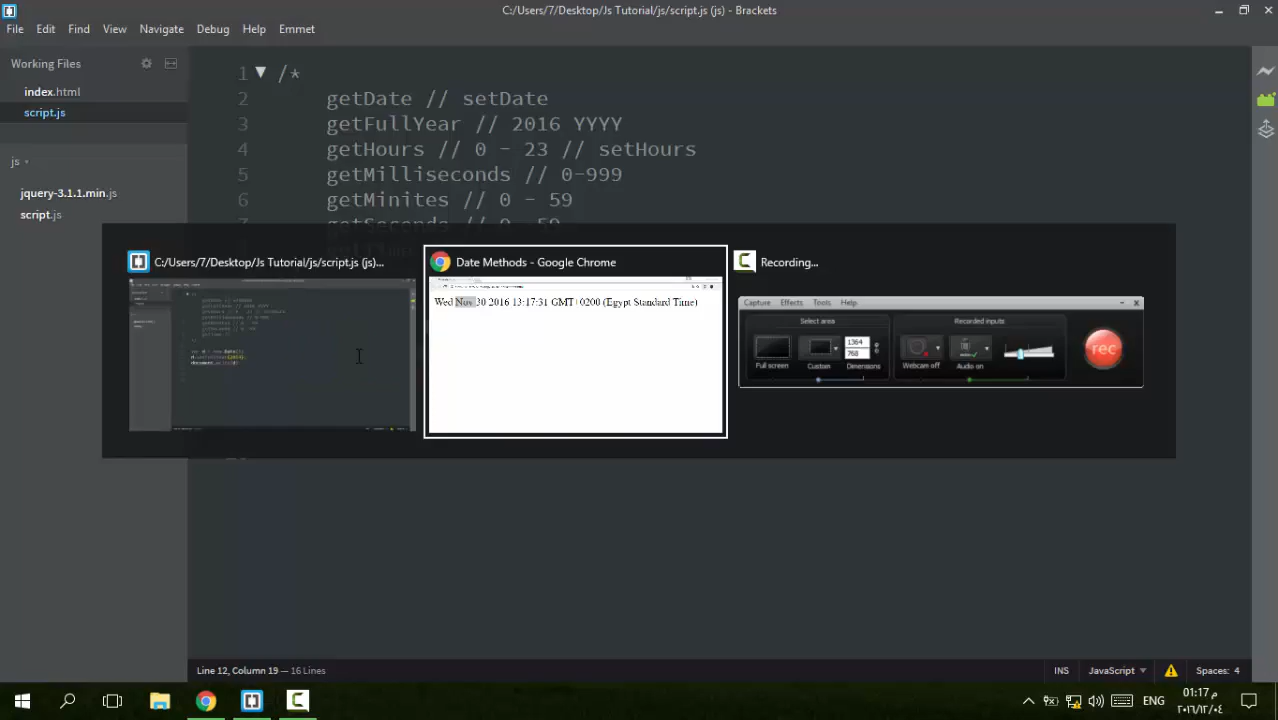 C:/Users/7/Desktop/Js Tutorial/js/script.js (js) - Brackets
File Edit Find View Navigate Debug Help Emmet
Working Files
index.html
script.js
js
jquery-3.1.1.min.js
script.js
1 /*
2 getDate // setDate
3 getFullYear // 2016 YYYY
4 getHours // 0 - 23 // setHours
5 getMilliseconds // 0-999
6 getMinites // 0 - 59
7 getSeconds // 0 - 59
C:/Users/7/Desktop/Js Tutorial/js/script.js (js)...
Date Methods - Google Chrome
Wed Nov 30 2016 13:17:31 GMT+0200 (Egypt Standard Time)
Recording...
Capture Effects Tools Help
Select area
Recorded inputs
Full screen
Custom
1364
768
Dimensions
Webcam off
Audio on
rec
Line 12, Column 19 — 16 Lines
INS
JavaScript
Spaces: 4
ENG
01:17 م
٢٠١٦/١٢/٠٤